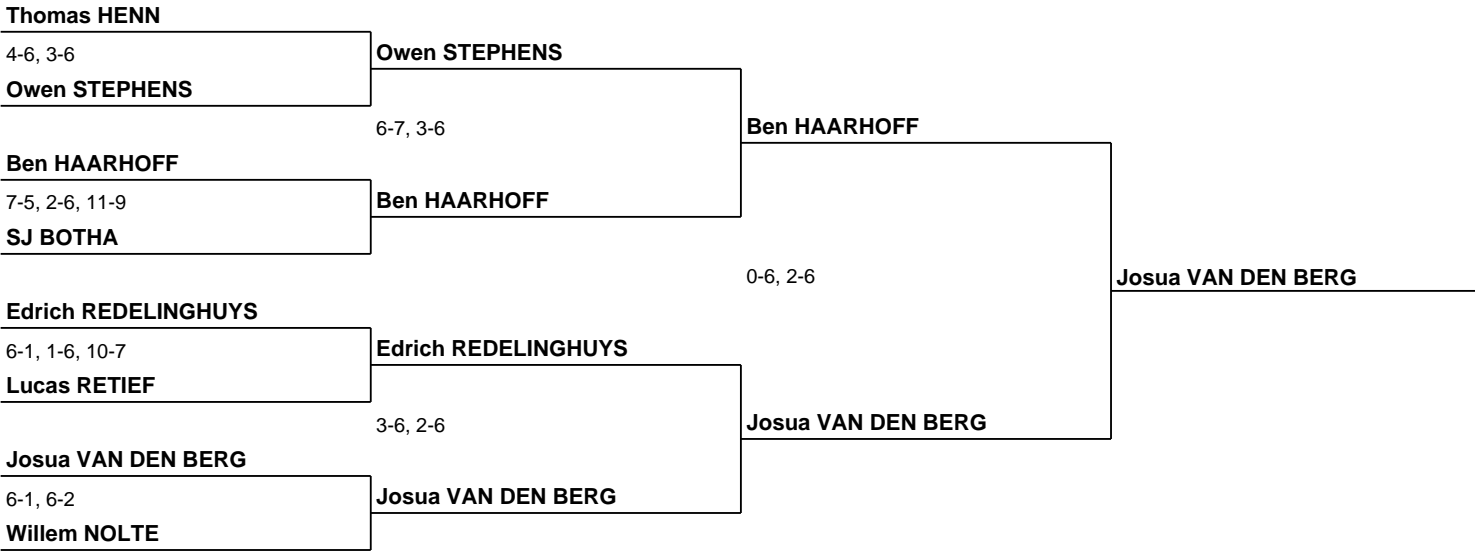 Thomas HENN
4-6, 3-6
Owen STEPHENS
Owen STEPHENS
6-7, 3-6
Ben HAARHOFF
Ben HAARHOFF
7-5, 2-6, 11-9
Ben HAARHOFF
SJ BOTHA
0-6, 2-6
Josua VAN DEN BERG
Edrich REDELINGHUYS
6-1, 1-6, 10-7
Edrich REDELINGHUYS
Lucas RETIEF
3-6, 2-6
Josua VAN DEN BERG
Josua VAN DEN BERG
6-1, 6-2
Josua VAN DEN BERG
Willem NOLTE